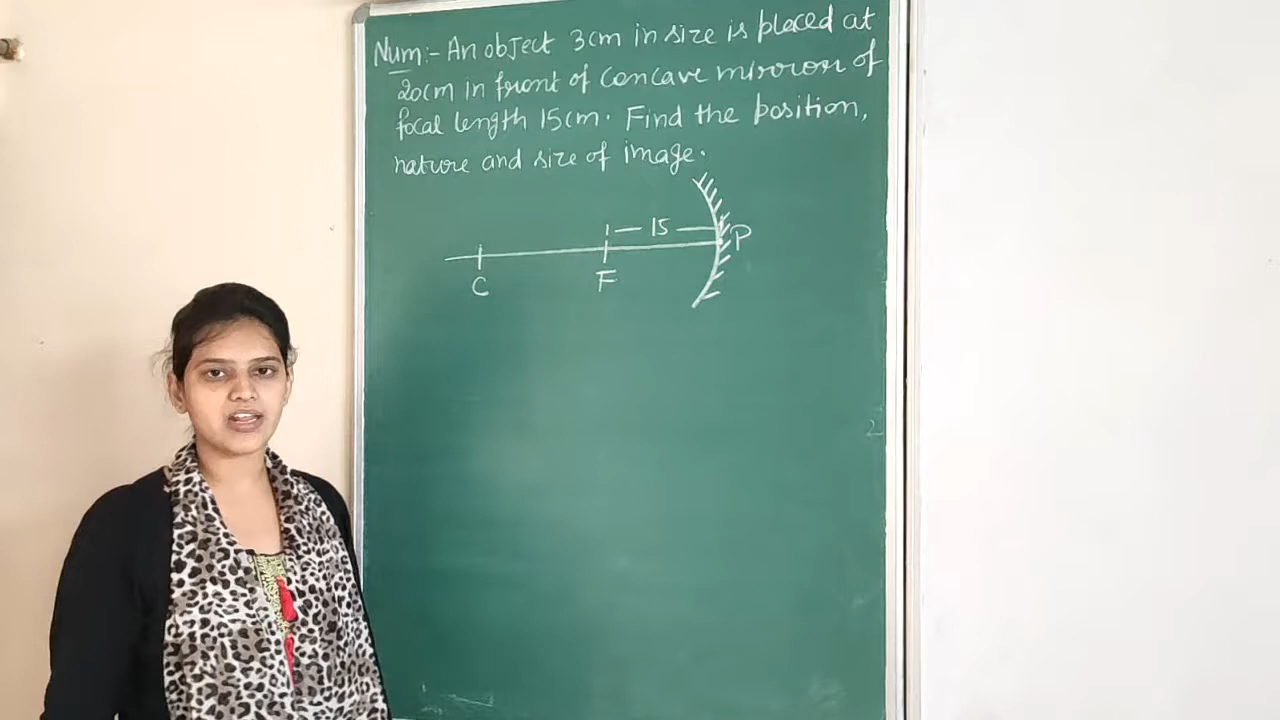 Num:- An object 3cm in size is placed at
20cm in front of concave mirror of
focal length 15cm. Find the position,
nature and size of image.
15
P
C
F
2